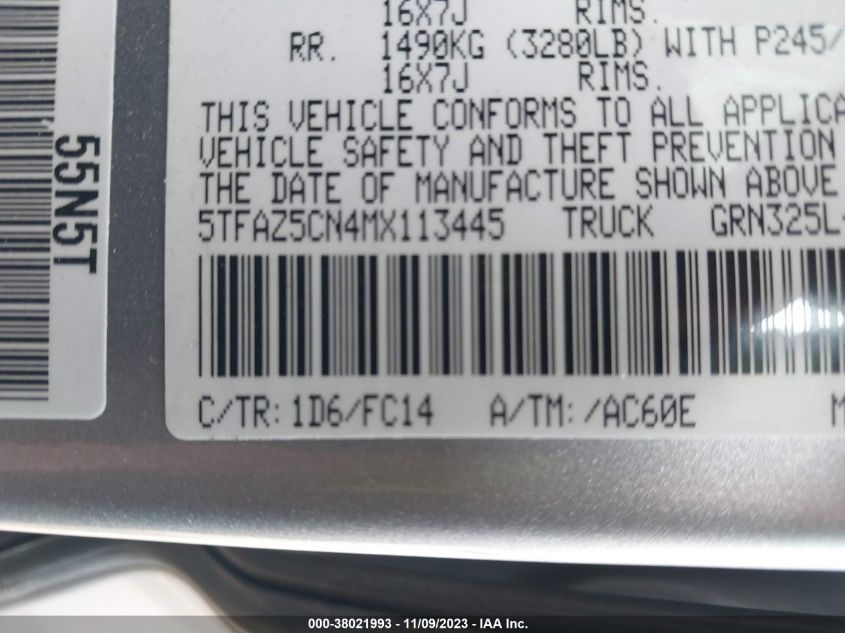 16X7J RIMS.
RR. 1490KG (3280LB) WITH P245/
16X7J RIMS.
THIS VEHICLE CONFORMS TO ALL APPLICA
VEHICLE SAFETY AND THEFT PREVENTION
THE DATE OF MANUFACTURE SHOWN ABOVE
5TFAZ5CN4MX113445 TRUCK GRN325L-
C/TR: 1D6/FC14 A/TM: /AC60E M
55N5T
000-38021993 - 11/09/2023 - IAA Inc.